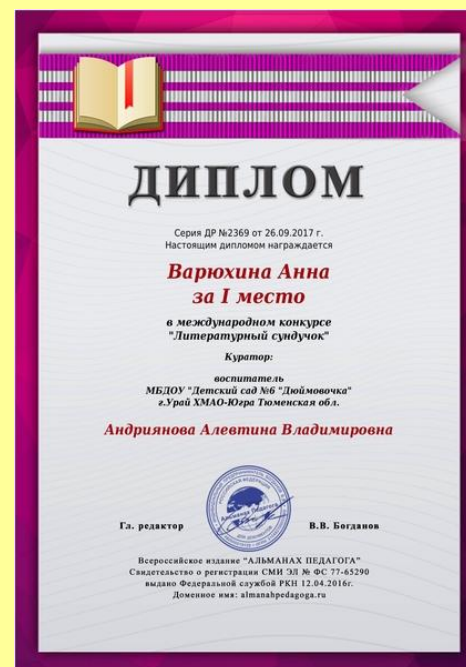 ДИПЛОМ
Серия ДР №2369 от 26.09.2017 г.
Настоящим дипломом награждается
Варюхина Анна
за I место
в международном конкурсе
"Литературный сундучок"
Куратор:
воспитатель
МБДОУ "Детский сад №6 "Дюймовочка"
г.Урай ХМАО-Югра Тюменская обл.
Андриянова Алевтина Владимировна
Альманах Педагога
Гл. редактор
В.В. Богданов
Всероссийское издание "АЛЬМАНАХ ПЕДАГОГА"
Свидетельство о регистрации СМИ ЭЛ № ФС 77-65290
выдано Федеральной службой РКН 12.04.2016г.
Доменное имя: almanahpedagoga.ru